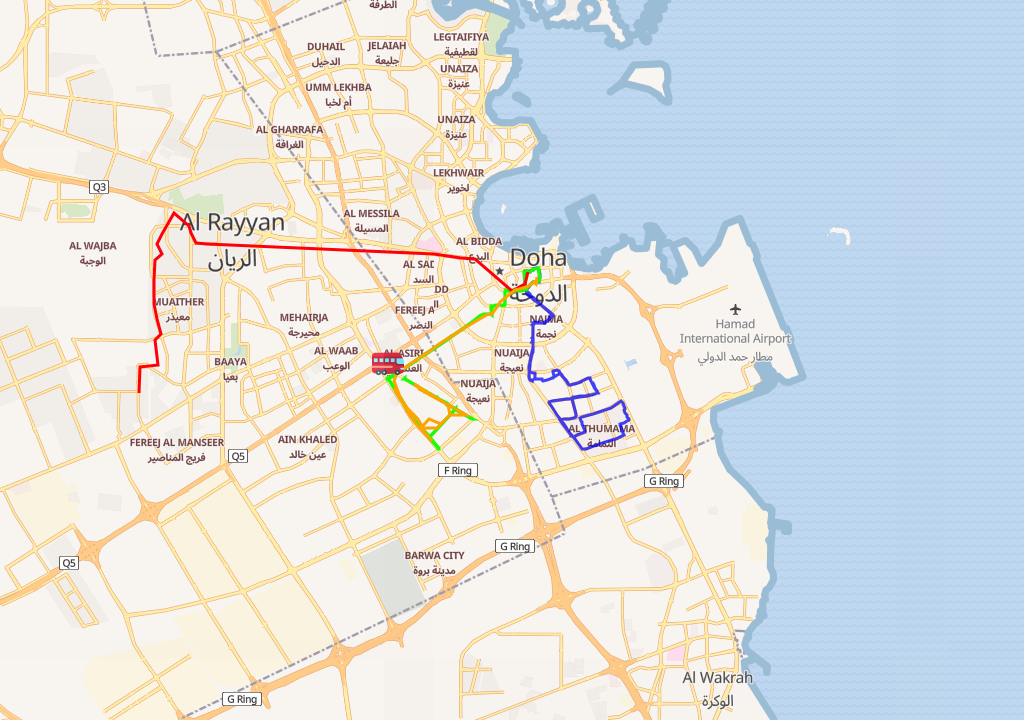 الطرفة
LEGTAIFIYA
لقطيفية
DUHAIL
الدحيل
JELAIAH
جليعة
UNAIZA
عنيزة
UMM LEKHBA
أم لخبا
UNAIZA
عنيزة
AL GHARRAFA
الغرافة
LEKHWAIR
لخوير
Q3
AL MESSILA
المسيلة
Al Rayyan
الريان
AL WAJBA
الوجبة
AL BIDDA
البدع
Doha
الدوحة
AL SAD
السد
DD
ال
MUAITHER
معيذر
FEREEJ A
النصر
MEHAIRJA
محيرجة
NAJMA
نجمة
Hamad
International Airport
مطار حمد الدولي
AL WAAB
الوعب
AL ASIRI
NUAIJA
نعيجة
BAAYA
بعيا
NUAIJA
نعيجة
AL THUMAMA
الثمامة
FEREEJ AL MANSEER
فريج المناصير
AIN KHALED
عين خالد
Q5
F Ring
G Ring
G Ring
BARWA CITY
مدينة بروة
Q5
Al Wakrah
الوكرة
G Ring